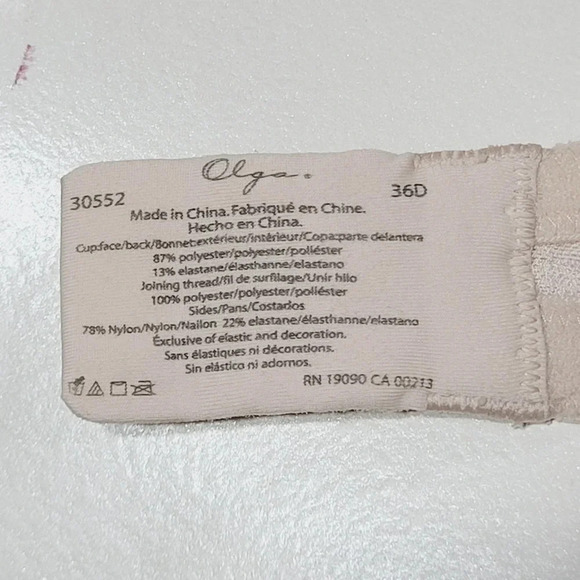 Olga®
30552
36D
Made in China. Fabriqué en Chine.
Hecho en China.
Cup:face/back/Bonnet:extérieur/intérieur/Copa:parte delantera
87% polyester/polyester/poliéster
13% elastane/élasthanne/elastano
Joining thread/fil de surfilage/Unir hilo
100% polyester/polyester/poliéster
Sides/Pans/Costados
78% Nylon/Nylon/Nailon 22% elastane/élasthanne/elastano
Exclusive of elastic and decoration.
Sans élastiques ni décorations.
Sin elástico ni adornos.
RN 19090 CA 00213